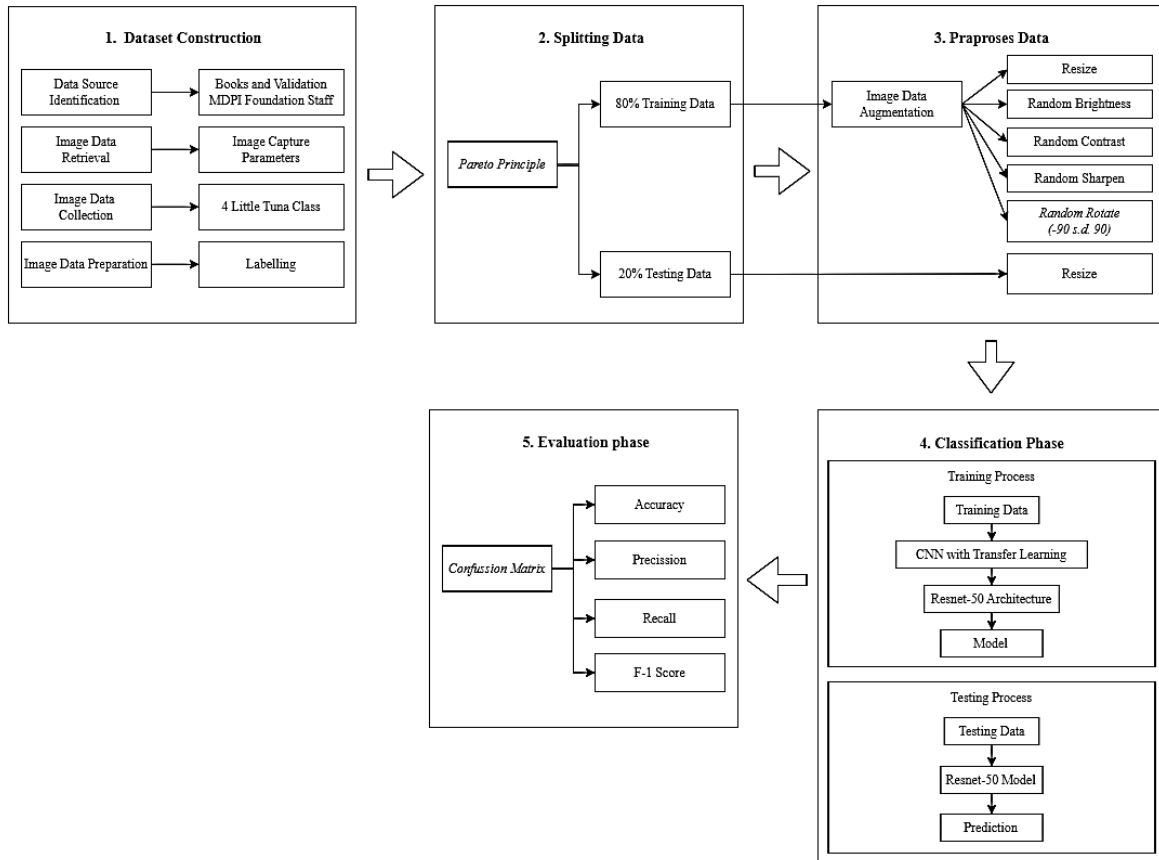 1. Dataset Construction
Data Source
Identification
Books and Validation
MDPI Foundation Staff
Image Data
Retrieval
Image Capture
Parameters
Image Data
Collection
4 Little Tuna Class
Image Data Preparation
Labelling
2. Splitting Data
Pareto Principle
80% Training Data
20% Testing Data
3. Praproses Data
Image Data
Augmentation
Resize
Random Brightness
Random Contrast
Random Sharpen
Random Rotate
(-90 s.d. 90)
Resize
4. Classification Phase
Training Process
Training Data
CNN with Transfer Learning
Resnet-50 Architecture
Model
Testing Process
Testing Data
Resnet-50 Model
Prediction
5. Evaluation phase
Confussion Matrix
Accuracy
Precission
Recall
F-1 Score